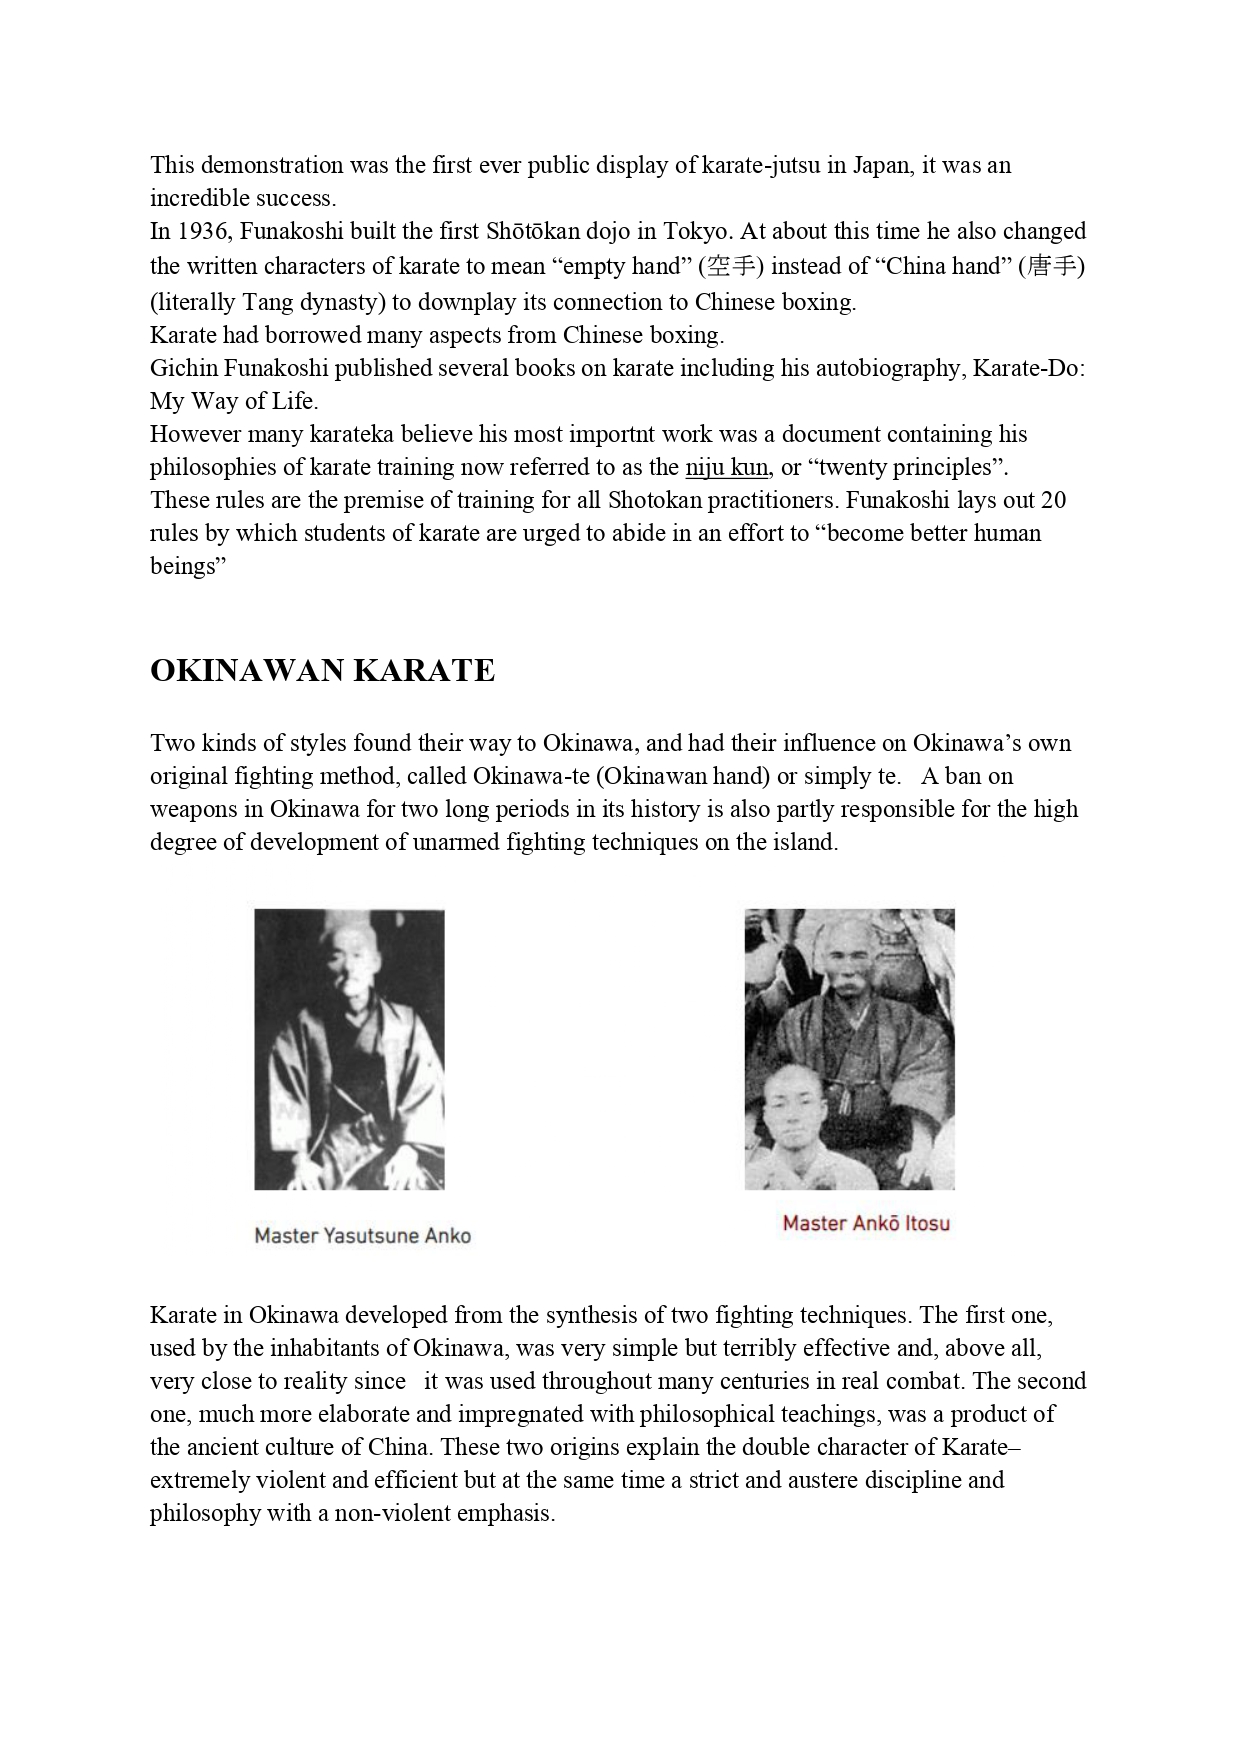 This demonstration was the first ever public display of karate-jutsu in Japan, it was an
incredible success.
In 1936, Funakoshi built the first Shōtōkan dojo in Tokyo. At about this time he also changed
the written characters of karate to mean “empty hand” (空手) instead of “China hand” (唐手)
(literally Tang dynasty) to downplay its connection to Chinese boxing.
Karate had borrowed many aspects from Chinese boxing.
Gichin Funakoshi published several books on karate including his autobiography, Karate-Do:
My Way of Life.
However many karateka believe his most importnt work was a document containing his
philosophies of karate training now referred to as the niju kun, or “twenty principles”.
These rules are the premise of training for all Shotokan practitioners. Funakoshi lays out 20
rules by which students of karate are urged to abide in an effort to “become better human
beings”
OKINAWAN KARATE
Two kinds of styles found their way to Okinawa, and had their influence on Okinawa’s own
original fighting method, called Okinawa-te (Okinawan hand) or simply te.   A ban on
weapons in Okinawa for two long periods in its history is also partly responsible for the high
degree of development of unarmed fighting techniques on the island.
Master Yasutsune Anko
Master Ankō Itosu
Karate in Okinawa developed from the synthesis of two fighting techniques. The first one,
used by the inhabitants of Okinawa, was very simple but terribly effective and, above all,
very close to reality since   it was used throughout many centuries in real combat. The second
one, much more elaborate and impregnated with philosophical teachings, was a product of
the ancient culture of China. These two origins explain the double character of Karate–
extremely violent and efficient but at the same time a strict and austere discipline and
philosophy with a non-violent emphasis.